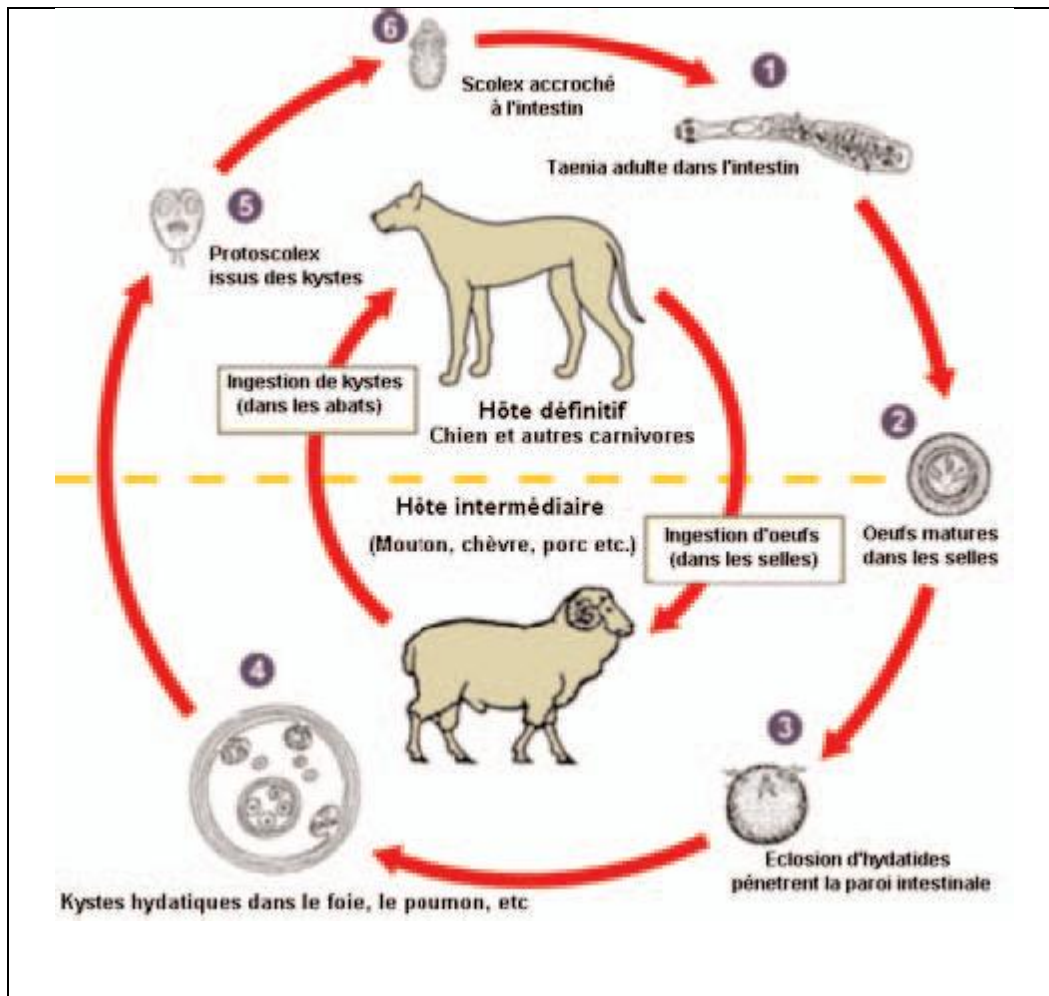 6
Scolex accroché
à l'intestin
1
Taenia adulte dans l'intestin
5
Protoscolex
issus des kystes
Ingestion de kystes
(dans les abats)
Hôte définitif
Chien et autres carnivores
2
Oeufs matures
dans les selles
Hôte intermédiaire
(Mouton, chèvre, porc etc.)
Ingestion d'oeufs
(dans les selles)
3
Eclosion d'hydatides
pénetrent la paroi intestinale
4
Kystes hydatiques dans le foie, le poumon, etc